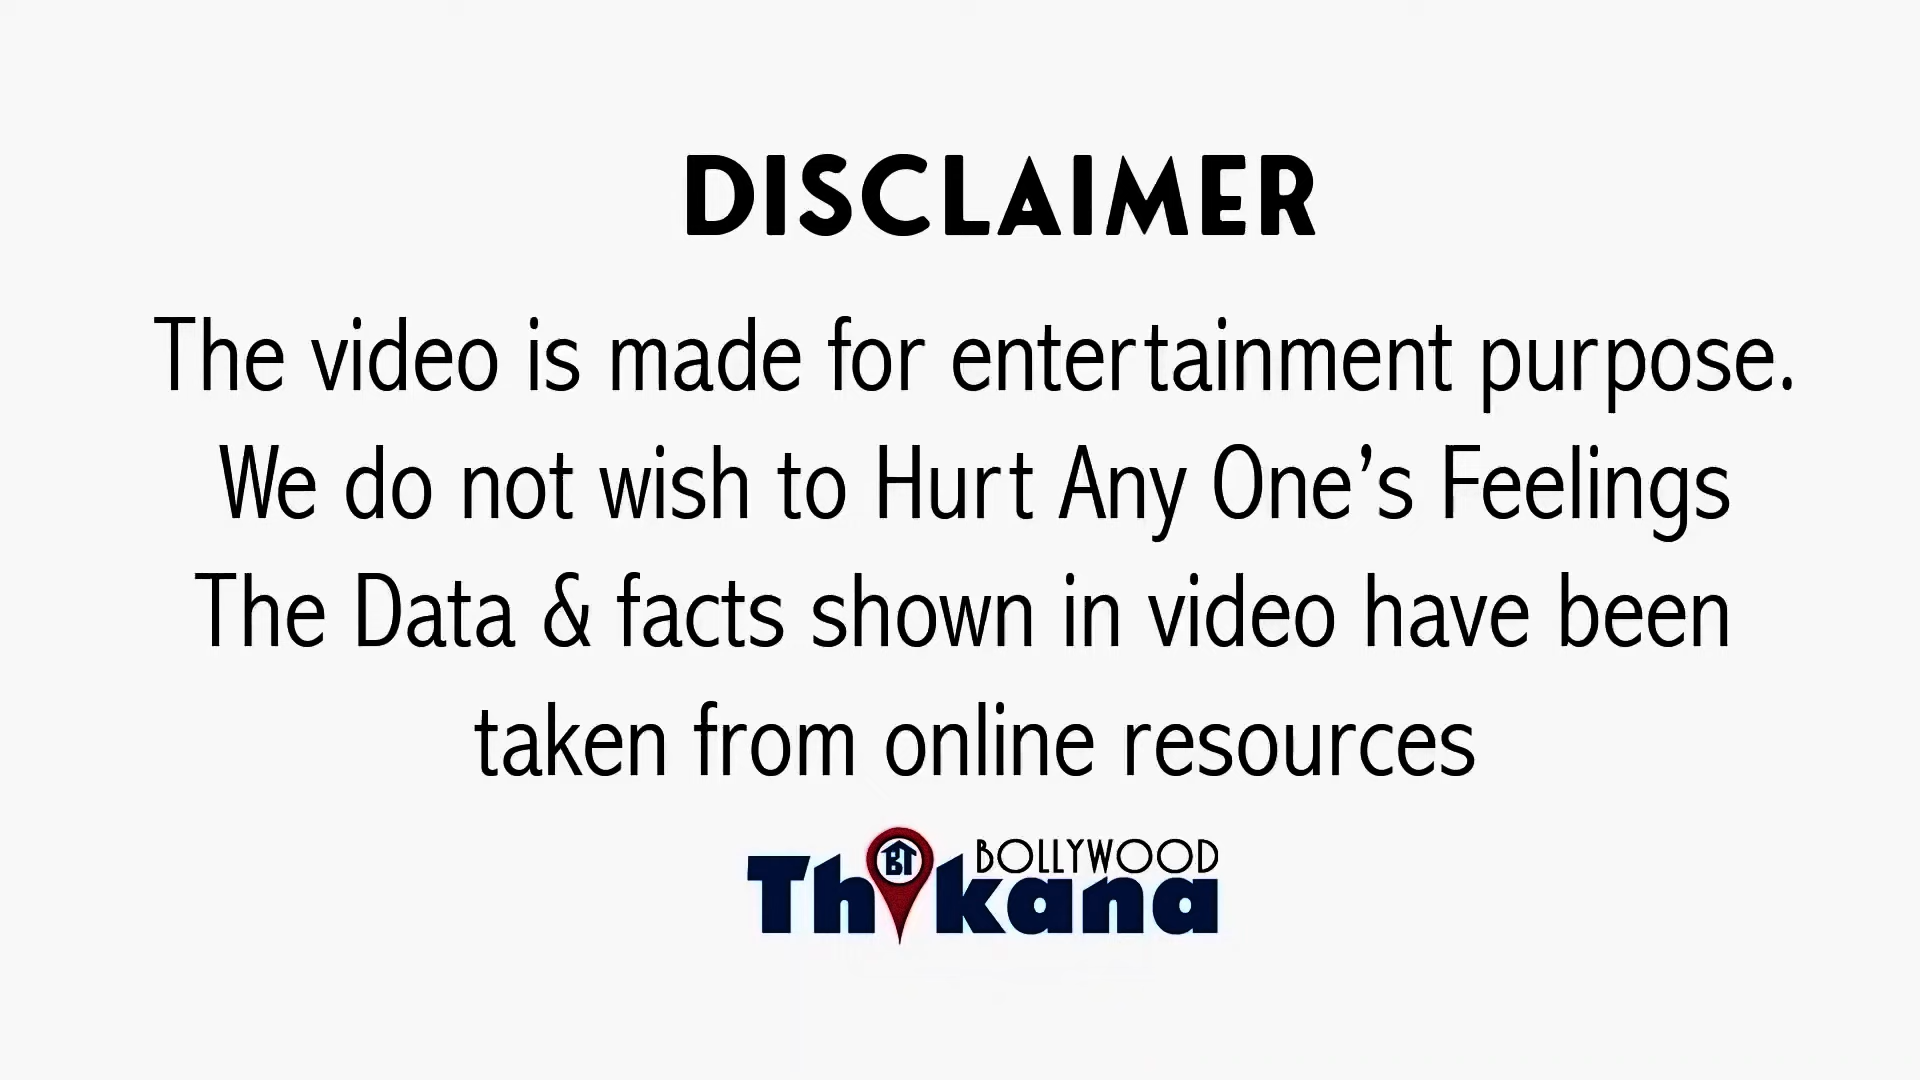 DISCLAIMER
The video is made for entertainment purpose.
We do not wish to Hurt Any One’s Feelings
The Data & facts shown in video have been
taken from online resources
BOLLYWOOD
BT
Thikana